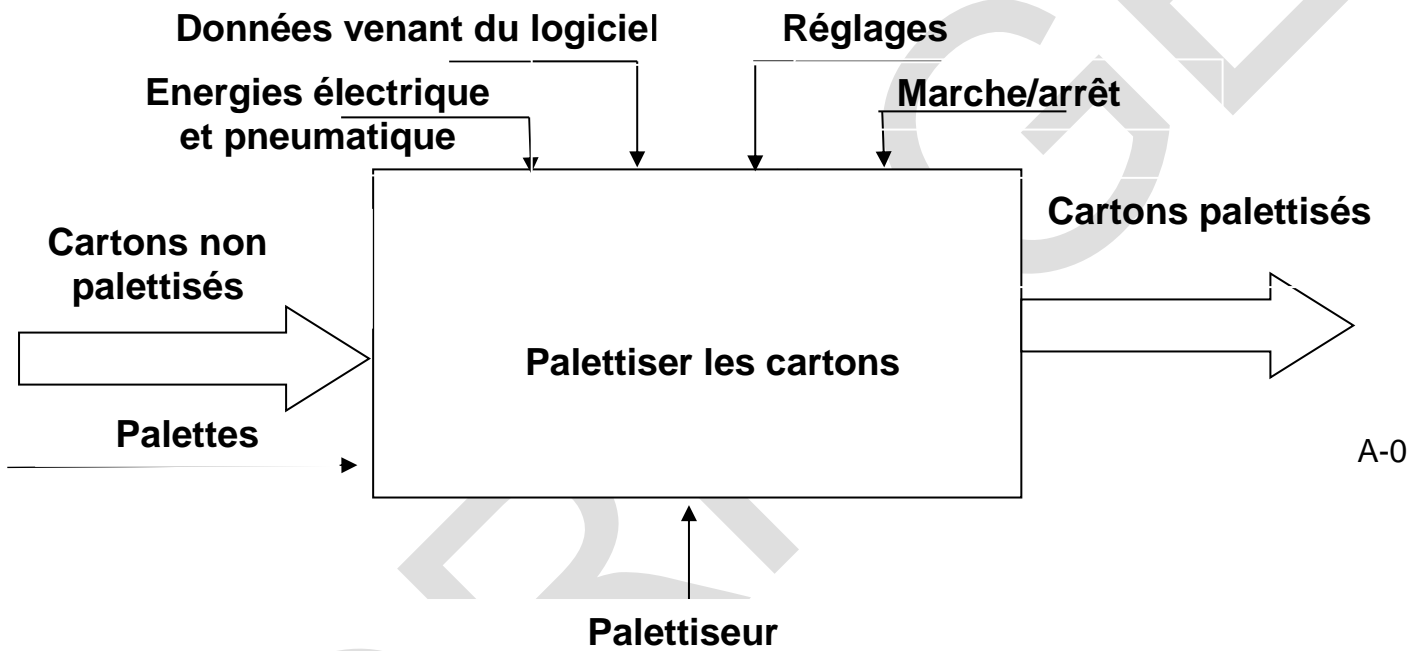 Données venant du logiciel
Réglages
Energies électrique
et pneumatique
Marche/arrêt
Cartons palettisés
Cartons non
palettisés
Palettiser les cartons
Palettes
A-0
Palettiseur